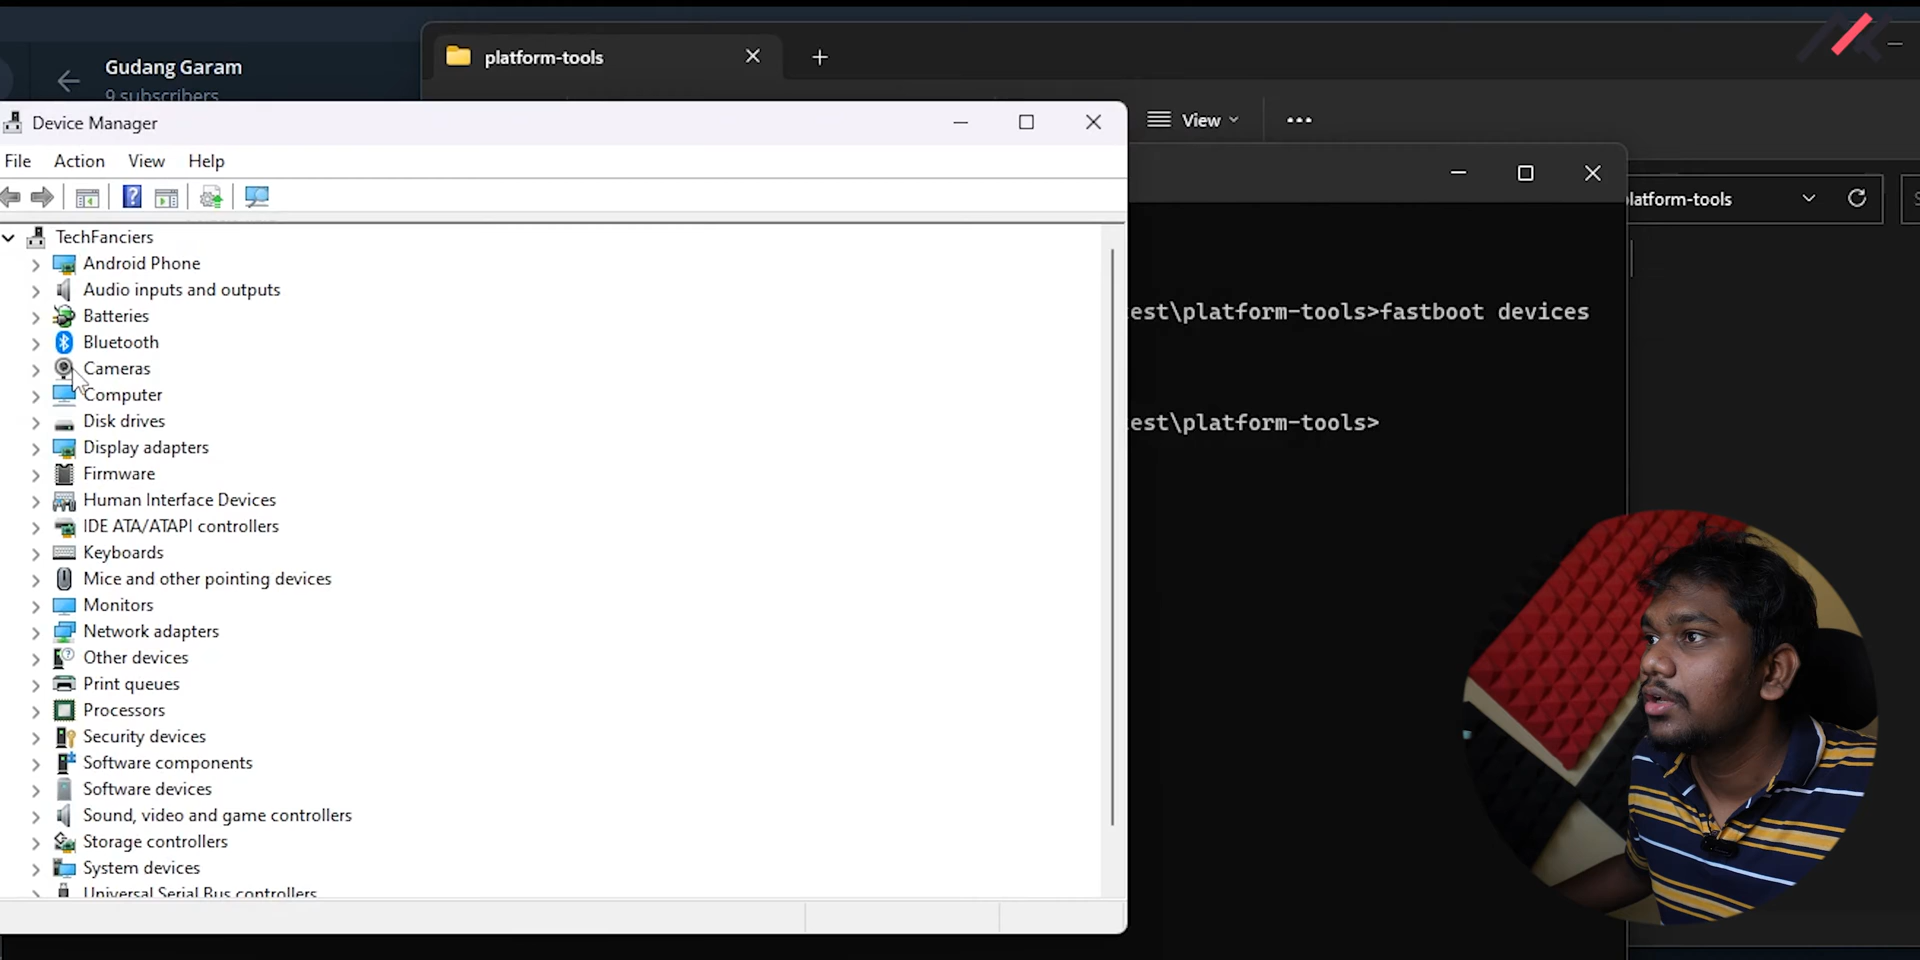 Gudang Garam
9 subscribers
platform-tools
View
Device Manager
File Action View Help
latform-tools
TechFanciers
Android Phone
Audio inputs and outputs
Batteries
Bluetooth
Cameras
Computer
Disk drives
Display adapters
Firmware
Human Interface Devices
IDE ATA/ATAPI controllers
Keyboards
Mice and other pointing devices
Monitors
Network adapters
Other devices
Print queues
Processors
Security devices
Software components
Software devices
Sound, video and game controllers
Storage controllers
System devices
Universal Serial Bus controllers
est\platform-tools>fastboot devices
est\platform-tools>